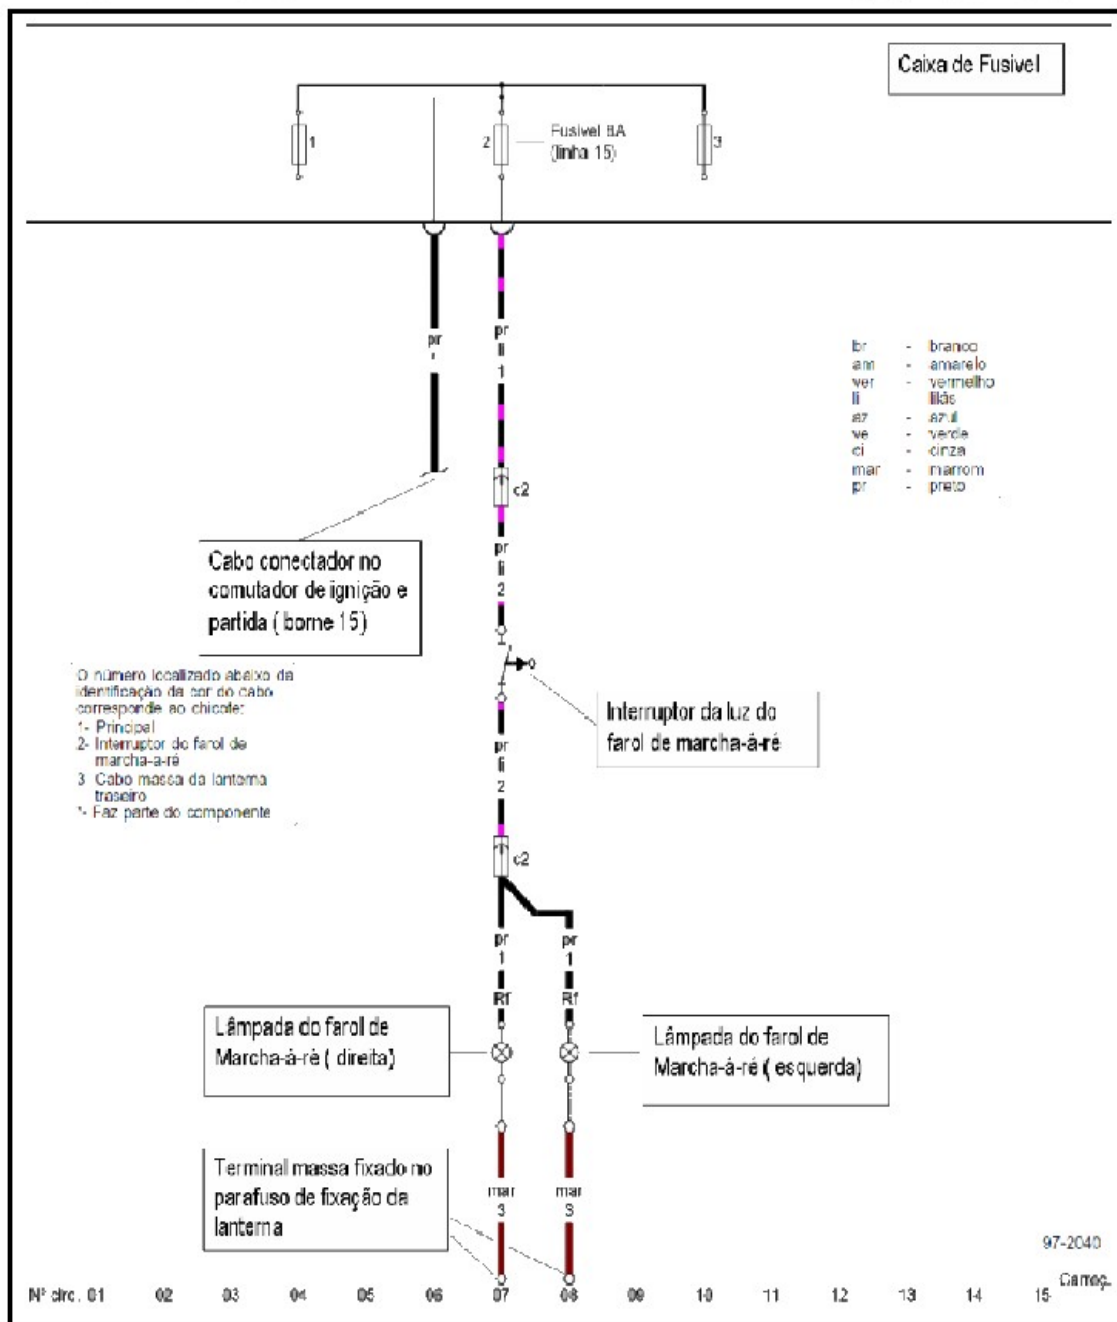 Caixa de Fusivel
1
2
Fusivel 8A
(linha 15)
3
pr
pr
li
1
br - branco
am - amarelo
ver - vermelho
li lilás
az - azul
ve - verde
ci - cinza
mar - marrom
pr - preto
c2
Cabo conectador no
comutador de ignição e
partida ( borne 15)
pr
li
2
O número localizado abaixo da
identificação da cor do cabo
corresponde ao chicote:
1- Principal
2- Interruptor do farol de
marcha-a-ré
3 Cabo massa da lanterna
traseiro
*- Faz parte do componente
Interruptor da luz do
farol de marcha-à-ré
pr
li
2
c2
pr
1
Rf
pr
1
Rf
Lâmpada do farol de
Marcha-à-ré ( direita)
Lâmpada do farol de
Marcha-à-ré ( esquerda)
Terminal massa fixado no
parafuso de fixação da
lanterna
mar
3
mar
3
97-2040
Carroç.
Nº circ. 01 02 03 04 05 06 07 08 09 10 11 12 13 14 15